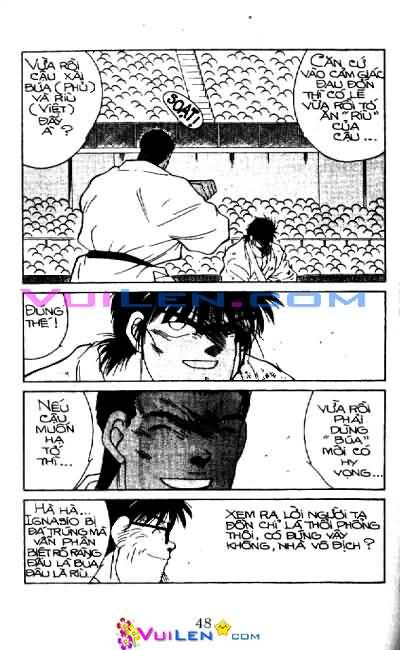 VỪA RỒI
CẬU XÀI
BÚA (PHỦ)
VÀ RÌU
(VIỆT)
ĐẤY
À ?
SOẠT!
CĂN CỨ
VÀO CẢM GIÁC
ĐAU ĐỚN
THÌ CÓ LẼ
VỪA RỒI TỚ
ĂN "RÌU"
CỦA
CẬU ...
VuiLen.com
ĐÚNG
THẾ !
NẾU
CẬU
MUỐN
HẠ
TỚ
THÌ ...
VỪA RỒI
PHẢI
DÙNG
"BÚA"
MỚI CÓ
HY
VỌNG ...
HÀ HÀ...
IGNABIO BỊ
ĐÁ TRÚNG MÀ
VẪN PHÂN
BIỆT RÕ RÀNG
ĐÂU LÀ BÚA
ĐÂU LÀ RÌU...
XEM RA LỜI NGƯỜI TA
ĐỒN CHỈ LÀ THỔI PHỒNG
THÔI, CÓ ĐÚNG VẬY
KHÔNG, NHÀ VÔ ĐỊCH ?
48
VuiLen.com